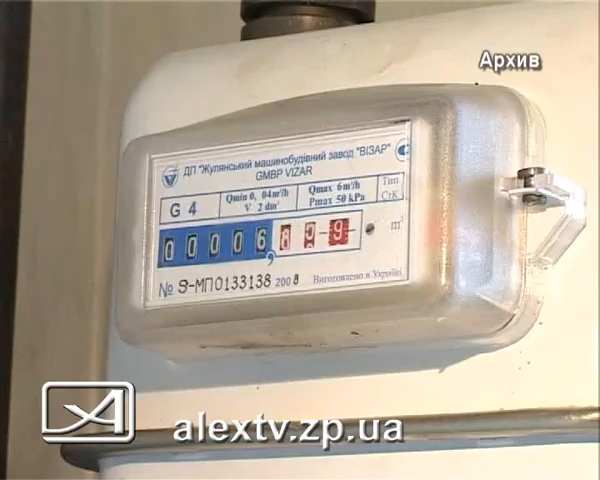 Архив
ДП "Жулянський машинобудівний завод "ВІЗАР"
GMBP VIZAR
G 4
Qmin 0, 04m³/h
V 2 dm³
Qmax 6m³/h
Pmax 50 kPa
Тип
00006,
9
m³
№ 9-МП0133138 2008 Виготовлено в Україні
alextv.zp.ua